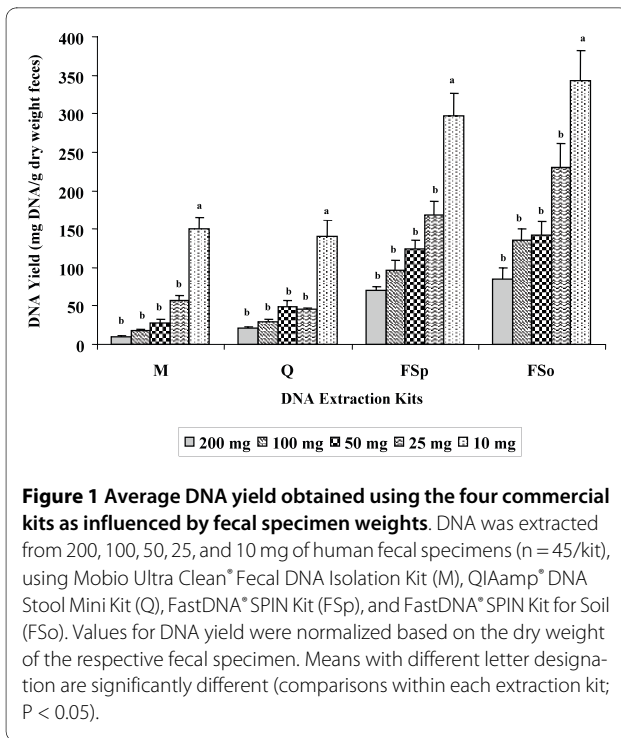 DNA Yield (mg DNA/g dry weight feces)
400
350
300
250
200
150
100
50
0
b b b b a
b b b b a
b b b b a
b b b b a
M Q FSp FSo
DNA Extraction Kits
200 mg 100 mg 50 mg 25 mg 10 mg
Figure 1 Average DNA yield obtained using the four commercial
kits as influenced by fecal specimen weights. DNA was extracted
from 200, 100, 50, 25, and 10 mg of human fecal specimens (n = 45/kit),
using Mobio Ultra Clean® Fecal DNA Isolation Kit (M), QIAamp® DNA
Stool Mini Kit (Q), FastDNA® SPIN Kit (FSp), and FastDNA® SPIN Kit for Soil
(FSo). Values for DNA yield were normalized based on the dry weight
of the respective fecal specimen. Means with different letter designa-
tion are significantly different (comparisons within each extraction kit;
P < 0.05).